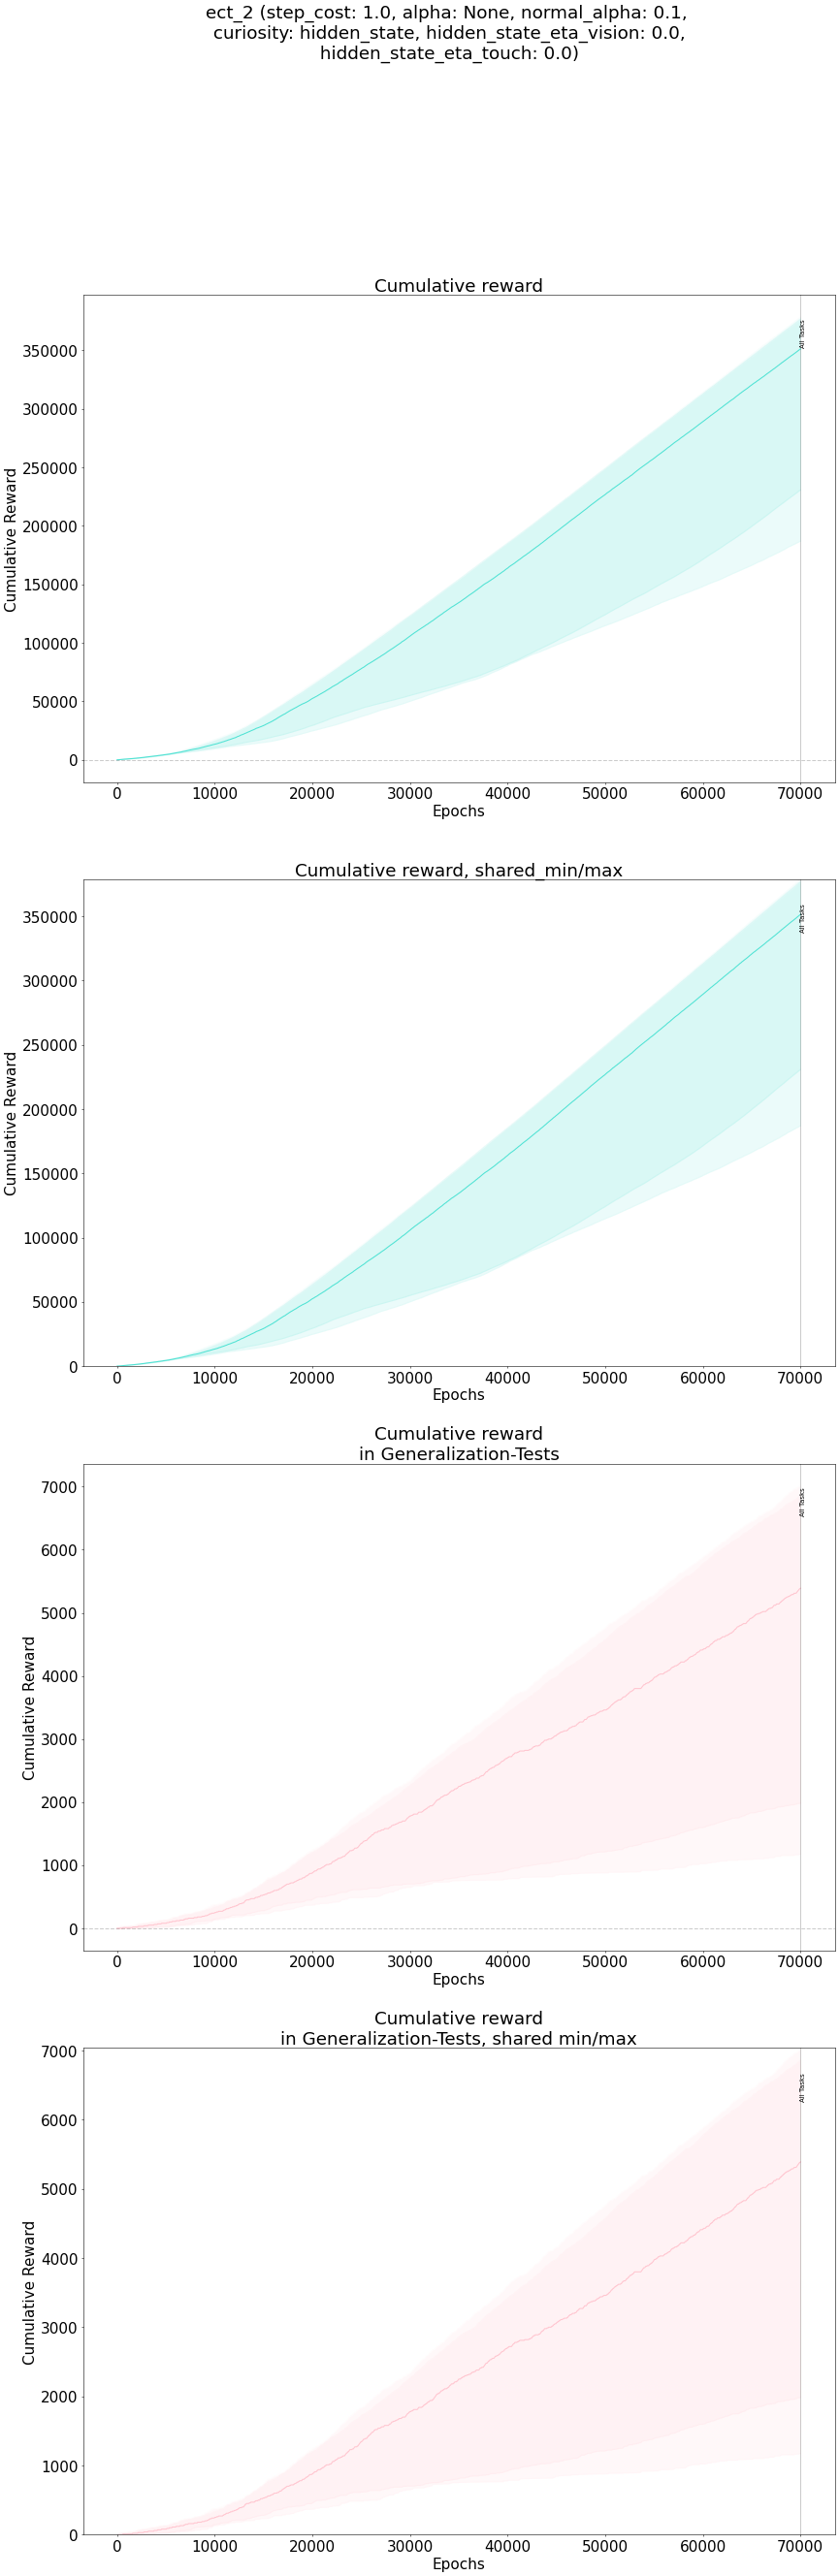 ect_2 (step_cost: 1.0, alpha: None, normal_alpha: 0.1,
curiosity: hidden_state, hidden_state_eta_vision: 0.0,
hidden_state_eta_touch: 0.0)
Cumulative reward
350000
300000
250000
200000
150000
100000
50000
0
Cumulative Reward
All Tasks
0 10000 20000 30000 40000 50000 60000 70000
Epochs
Cumulative reward, shared_min/max
350000
300000
250000
200000
150000
100000
50000
0
Cumulative Reward
All Tasks
0 10000 20000 30000 40000 50000 60000 70000
Epochs
Cumulative reward
in Generalization-Tests
7000
6000
5000
4000
3000
2000
1000
0
Cumulative Reward
All Tasks
0 10000 20000 30000 40000 50000 60000 70000
Epochs
Cumulative reward
in Generalization-Tests, shared min/max
7000
6000
5000
4000
3000
2000
1000
0
Cumulative Reward
All Tasks
0 10000 20000 30000 40000 50000 60000 70000
Epochs